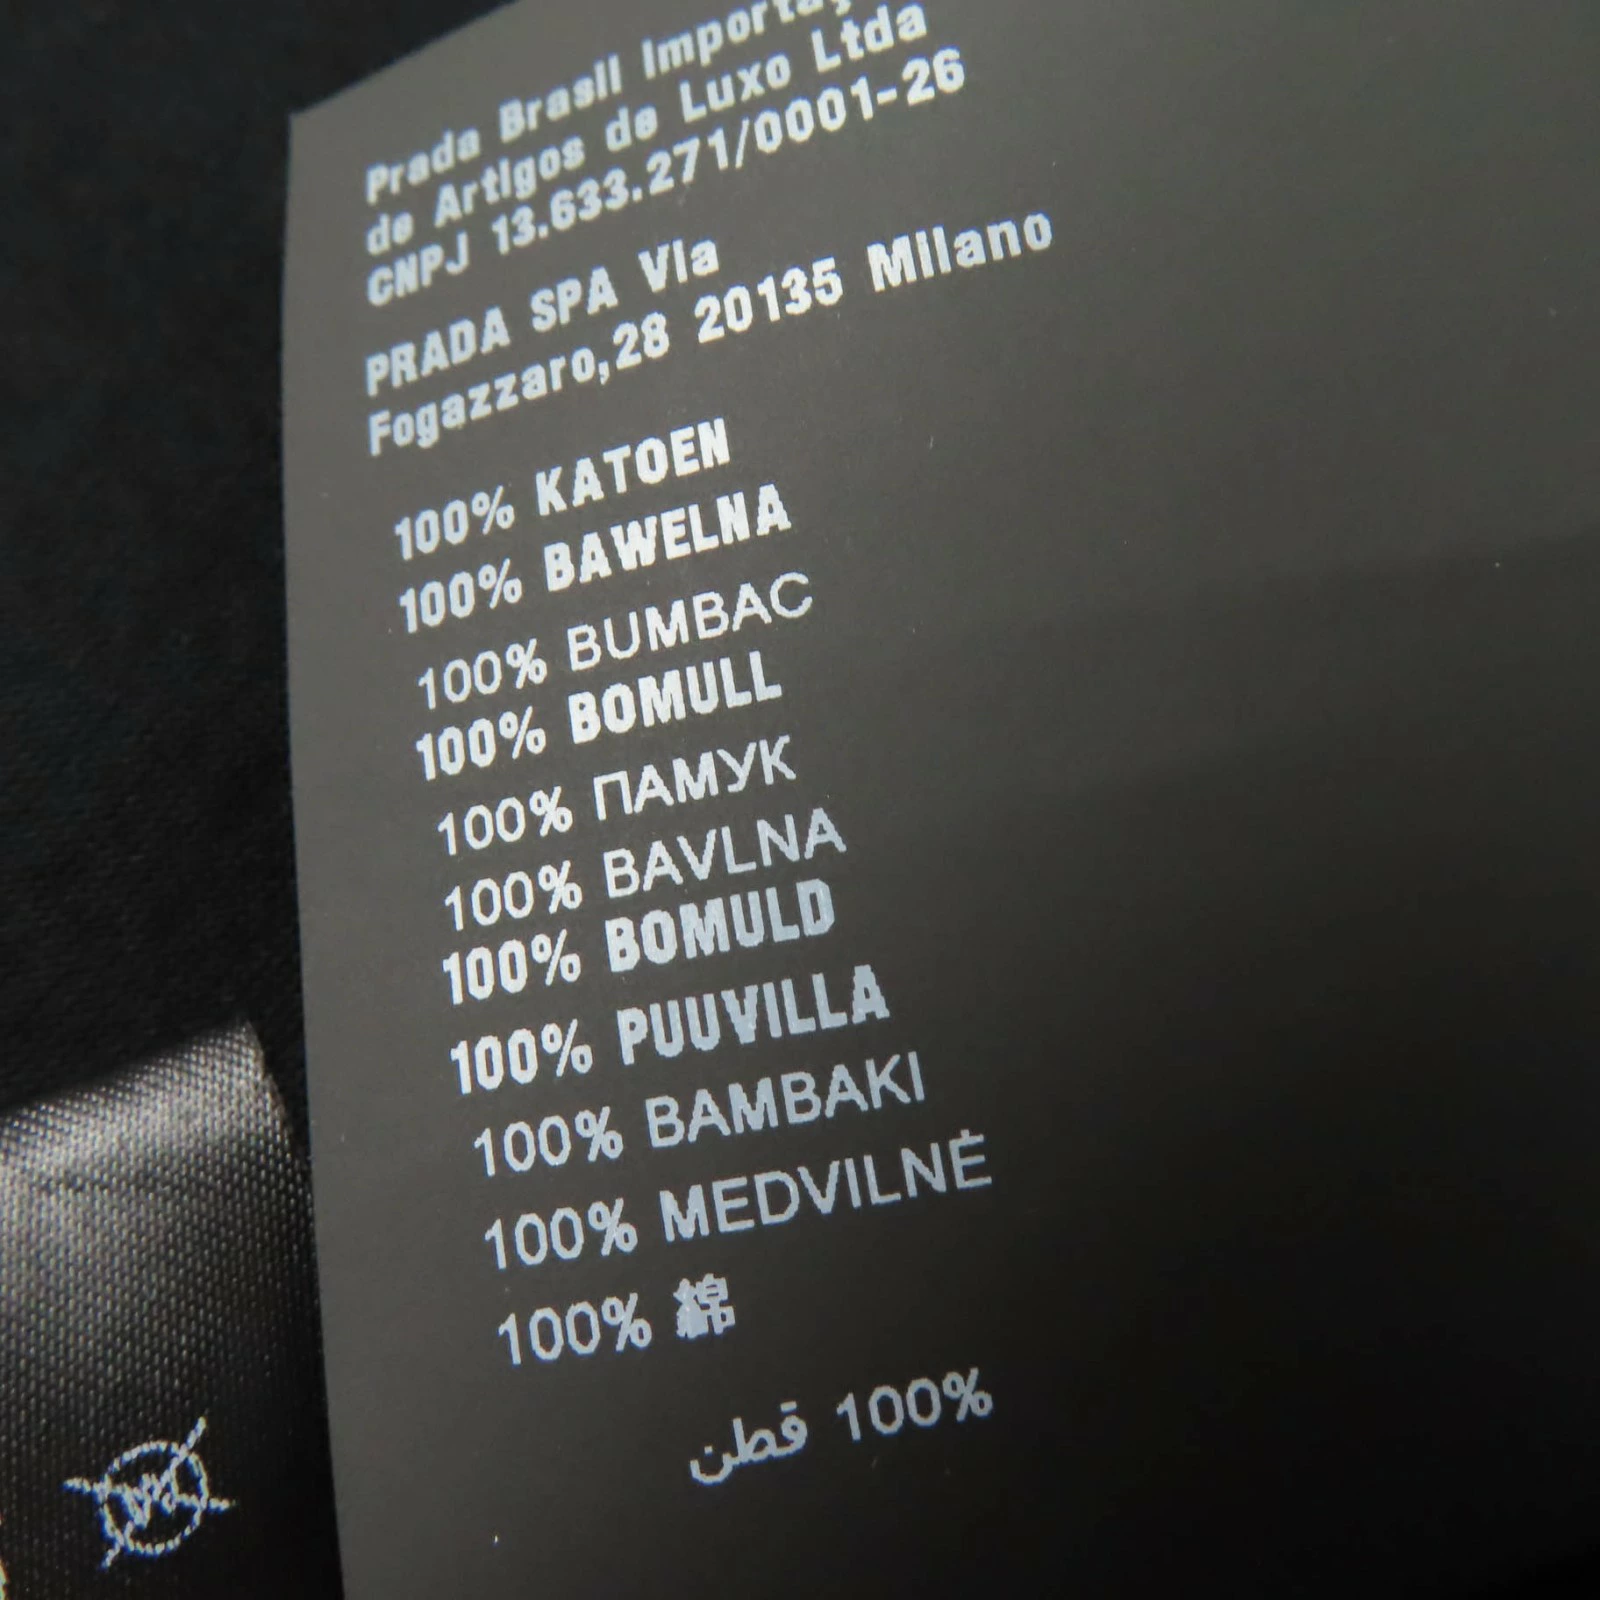 Prada Brasil Importaç
de Artigos de Luxo Ltda
CNPJ 13.633.271/0001-26
PRADA SPA Via
Fogazzaro,28 20135 Milano
100% KATOEN
100% BAWELNA
100% BUMBAC
100% BOMULL
100% ПАМУК
100% BAVLNA
100% BOMULD
100% PUUVILLA
100% BAMBAKI
100% MEDVILNĖ
100% 綿
100% قطن